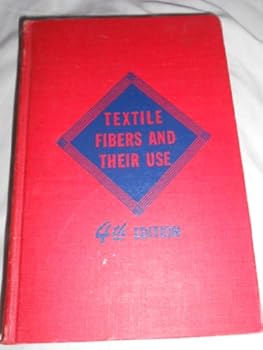 TEXTILE
FIBERS AND
THEIR USE
4th EDITION